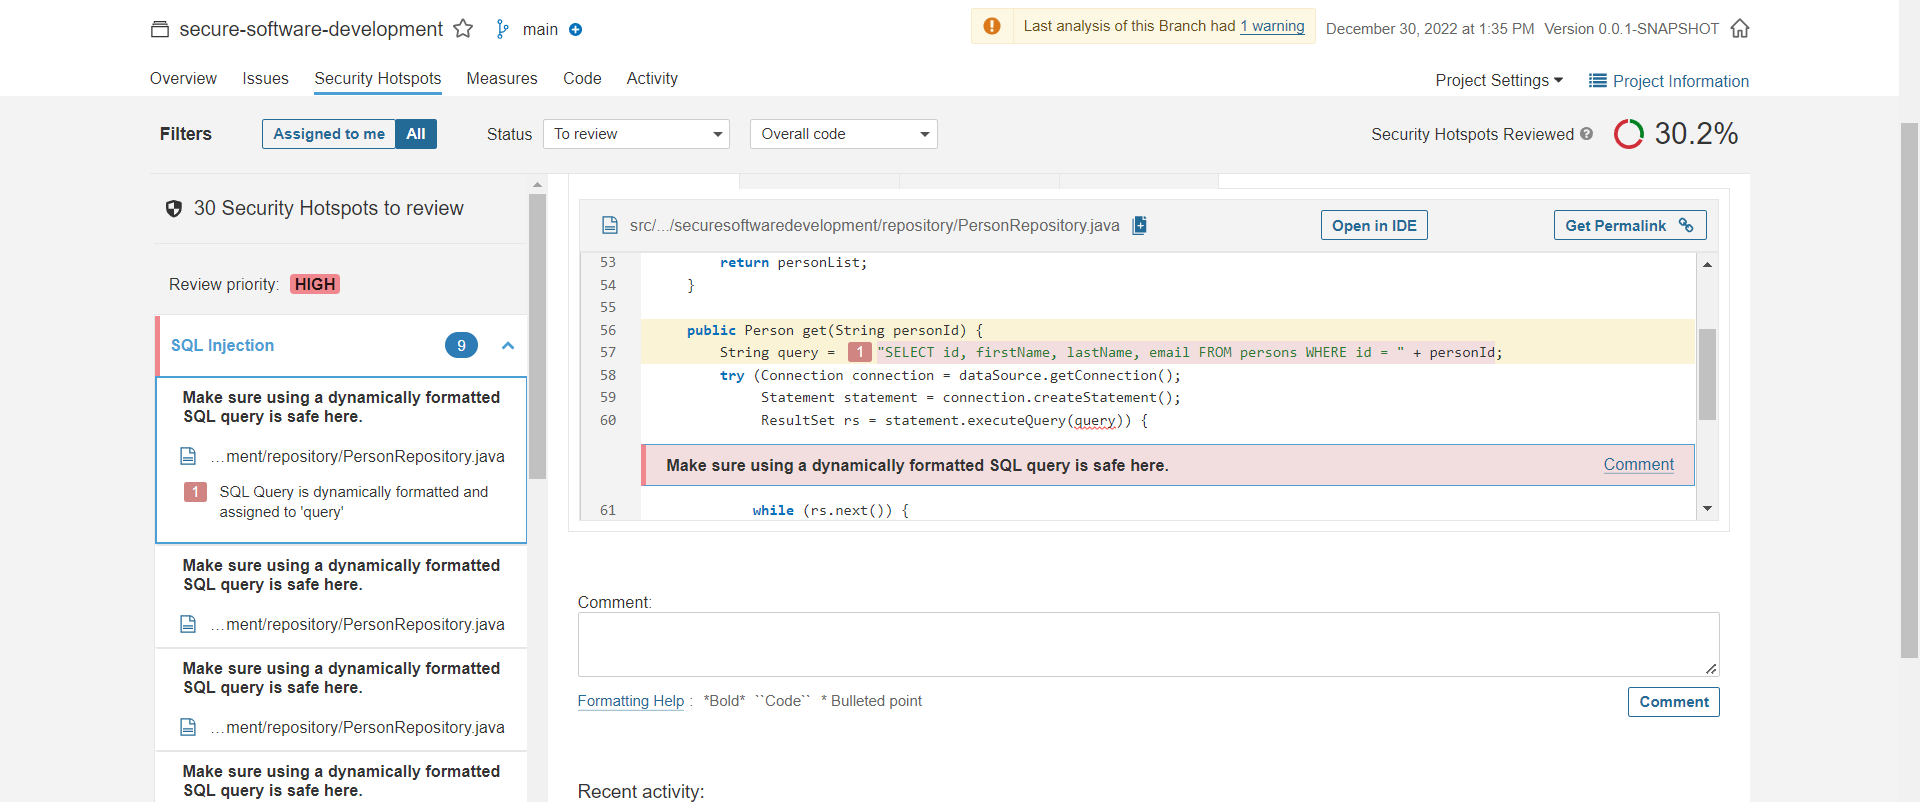 secure-software-development main
Last analysis of this Branch had 1 warning December 30, 2022 at 1:35 PM Version 0.0.1-SNAPSHOT
Overview Issues Security Hotspots Measures Code Activity
Project Settings Project Information
Filters Assigned to me All Status To review Overall code Security Hotspots Reviewed ? 30.2%
30 Security Hotspots to review
Review priority: HIGH
SQL Injection 9
Make sure using a dynamically formatted
SQL query is safe here.
...ment/repository/PersonRepository.java
1 SQL Query is dynamically formatted and
assigned to 'query'
Make sure using a dynamically formatted
SQL query is safe here.
...ment/repository/PersonRepository.java
Make sure using a dynamically formatted
SQL query is safe here.
...ment/repository/PersonRepository.java
Make sure using a dynamically formatted
SQL query is safe here.
src/.../securesoftwaredevelopment/repository/PersonRepository.java Open in IDE Get Permalink
53 return personList;
54 }
55
56 public Person get(String personId) {
57 String query = 1 "SELECT id, firstName, lastName, email FROM persons WHERE id = " + personId;
58 try (Connection connection = dataSource.getConnection();
59 Statement statement = connection.createStatement();
60 ResultSet rs = statement.executeQuery(query)) {
Make sure using a dynamically formatted SQL query is safe here. Comment
61 while (rs.next()) {
Comment:
Formatting Help : *Bold* ``Code`` * Bulleted point Comment
Recent activity: